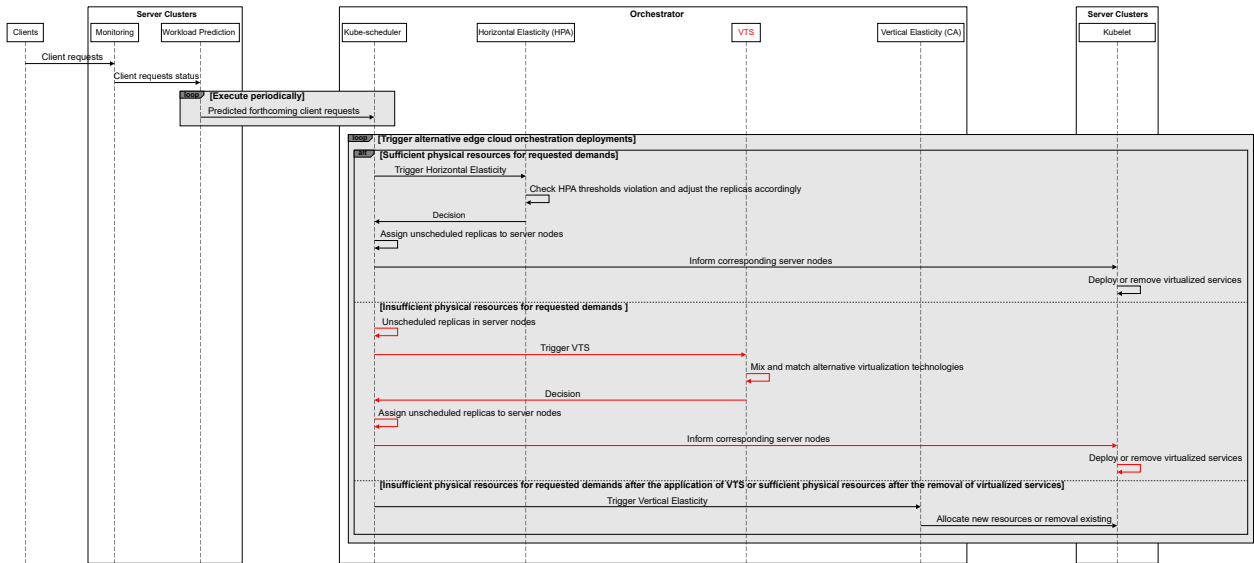 Server Clusters
Orchestrator
Server Clusters
Clients
Monitoring
Workload Prediction
Kube-scheduler
Horizontal Elasticity (HPA)
VTS
Vertical Elasticity (CA)
Kubelet
Client requests
Client requests status
loop
[Execute periodically]
Predicted forthcoming client requests
loop
[Trigger alternative edge cloud orchestration deployments]
alt
[Sufficient physical resources for requested demands]
Trigger Horizontal Elasticity
Check HPA thresholds violation and adjust the replicas accordingly
Decision
Assign unscheduled replicas to server nodes
Inform corresponding server nodes
Deploy or remove virtualized services
[Insufficient physical resources for requested demands ]
Unscheduled replicas in server nodes
Trigger VTS
Mix and match alternative virtualization technologies
Decision
Assign unscheduled replicas to server nodes
Inform corresponding server nodes
Deploy or remove virtualized services
[Insufficient physical resources for requested demands after the application of VTS or sufficient physical resources after the removal of virtualized services]
Trigger Vertical Elasticity
Allocate new resources or removal existing